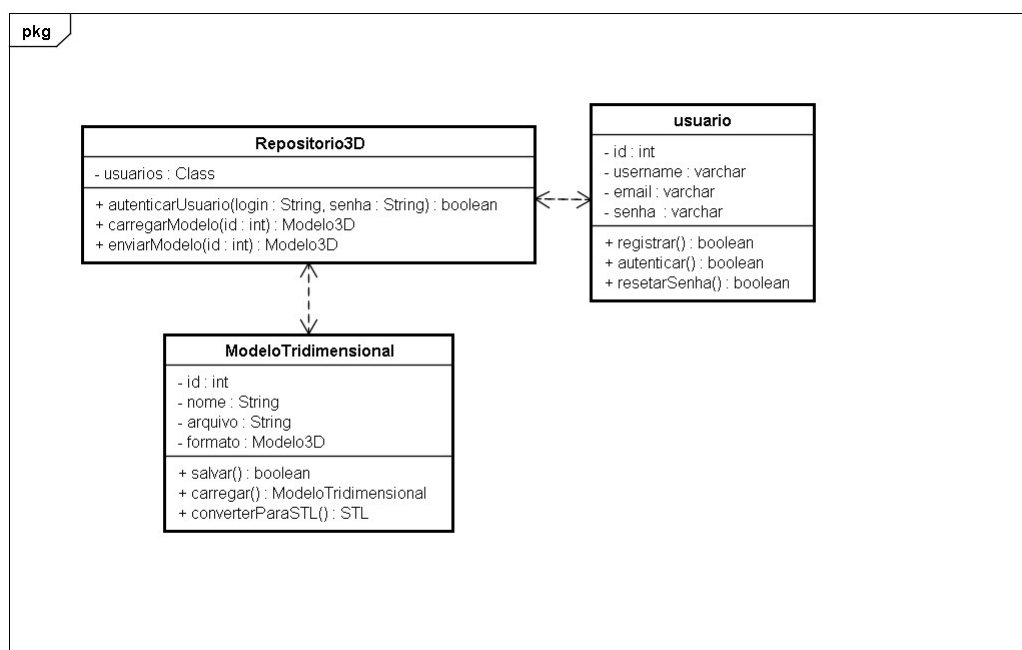 pkg
Repositorio3D
- usuarios : Class
+ autenticarUsuario(login : String, senha : String) : boolean
+ carregarModelo(id : int) : Modelo3D
+ enviarModelo(id : int) : Modelo3D
usuario
- id : int
- username : varchar
- email : varchar
- senha : varchar
+ registrar() : boolean
+ autenticar() : boolean
+ resetarSenha() : boolean
ModeloTridimensional
- id : int
- nome : String
- arquivo : String
- formato : Modelo3D
+ salvar() : boolean
+ carregar() : ModeloTridimensional
+ converterParaSTL() : STL